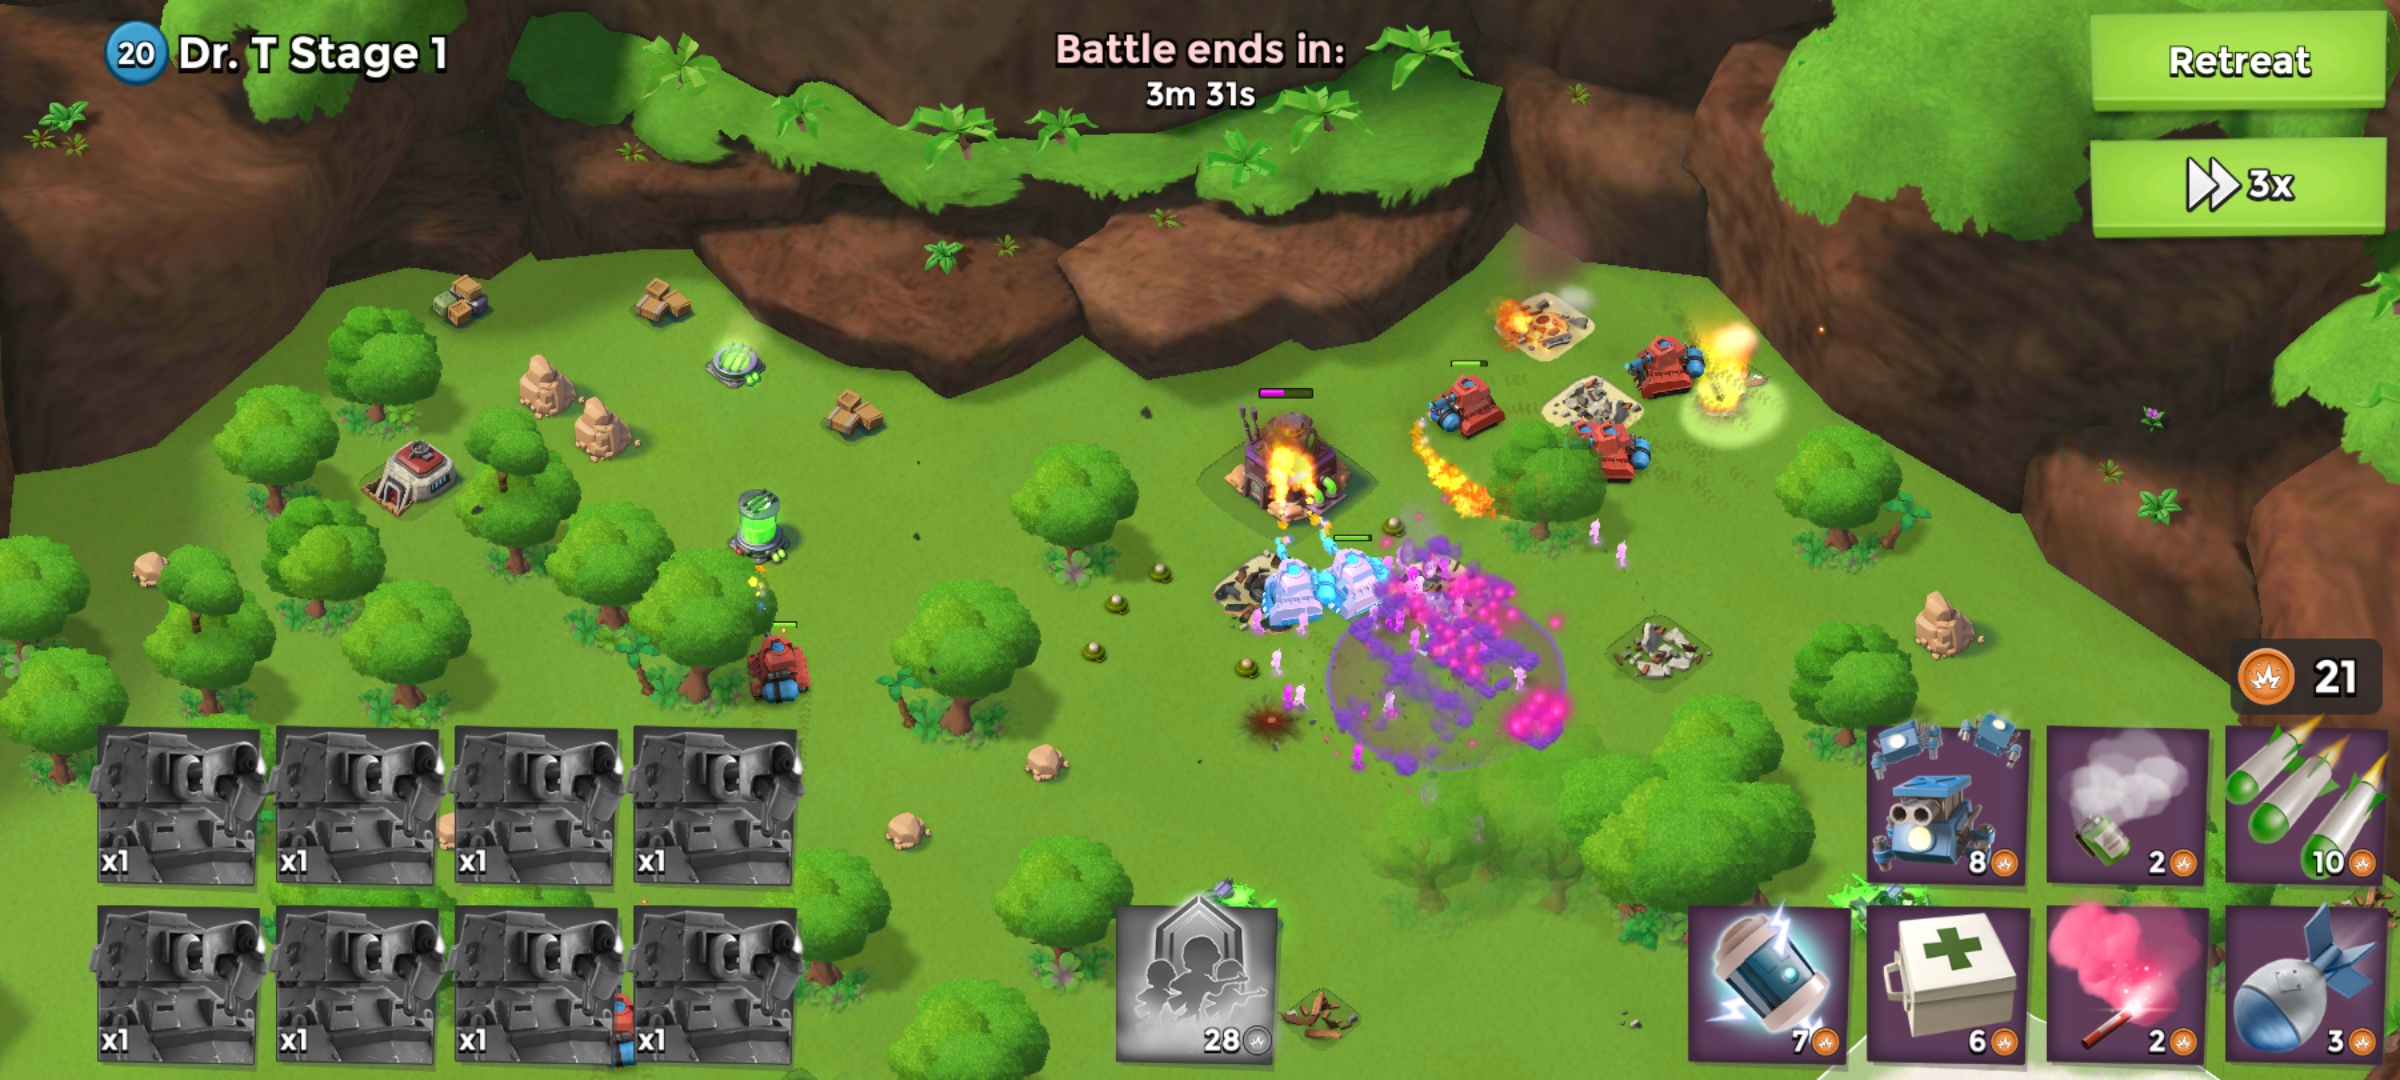 20 Dr. T Stage 1
Battle ends in:
3m 31s
Retreat
3x
21
x1 x1 x1 x1
8 2 10
x1 x1 x1 x1
28
7 6 2 3